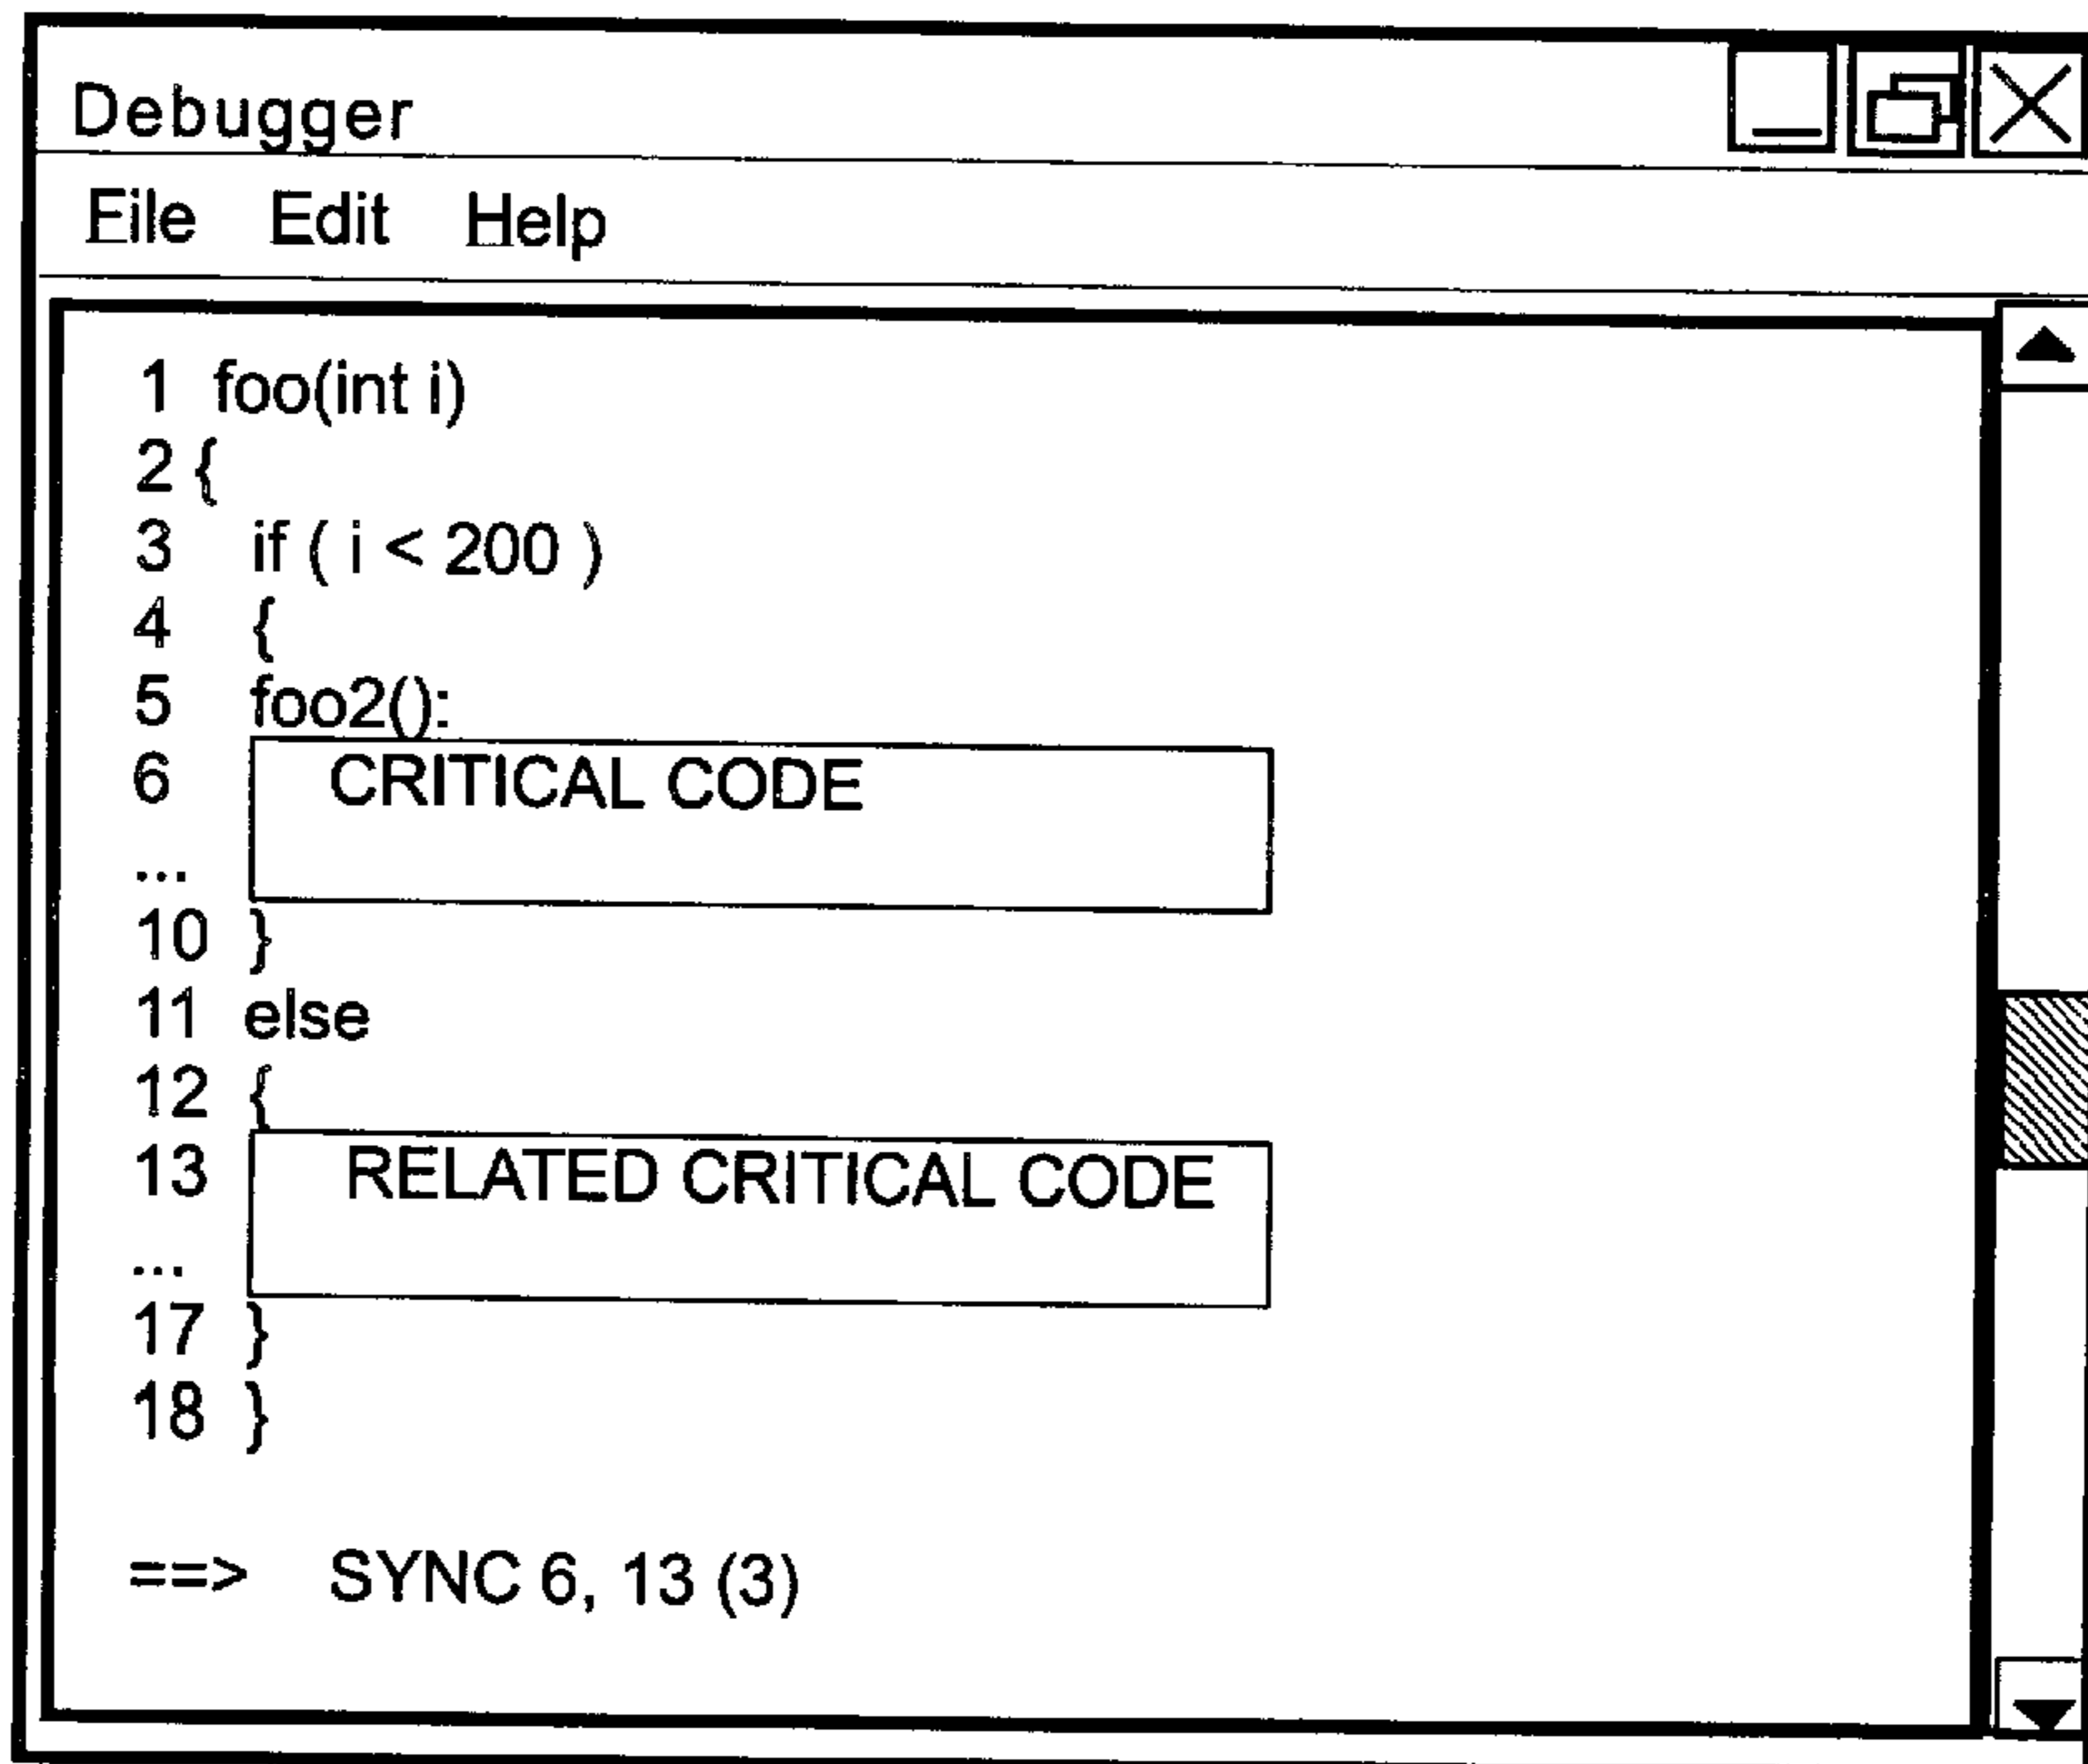 Debugger
File Edit Help
1 foo(int i)
2 {
3 if ( i < 200 )
4 {
5 foo2():
6 CRITICAL CODE
...
10 }
11 else
12 {
13 RELATED CRITICAL CODE
...
17 }
18 }
==> SYNC 6, 13 (3)